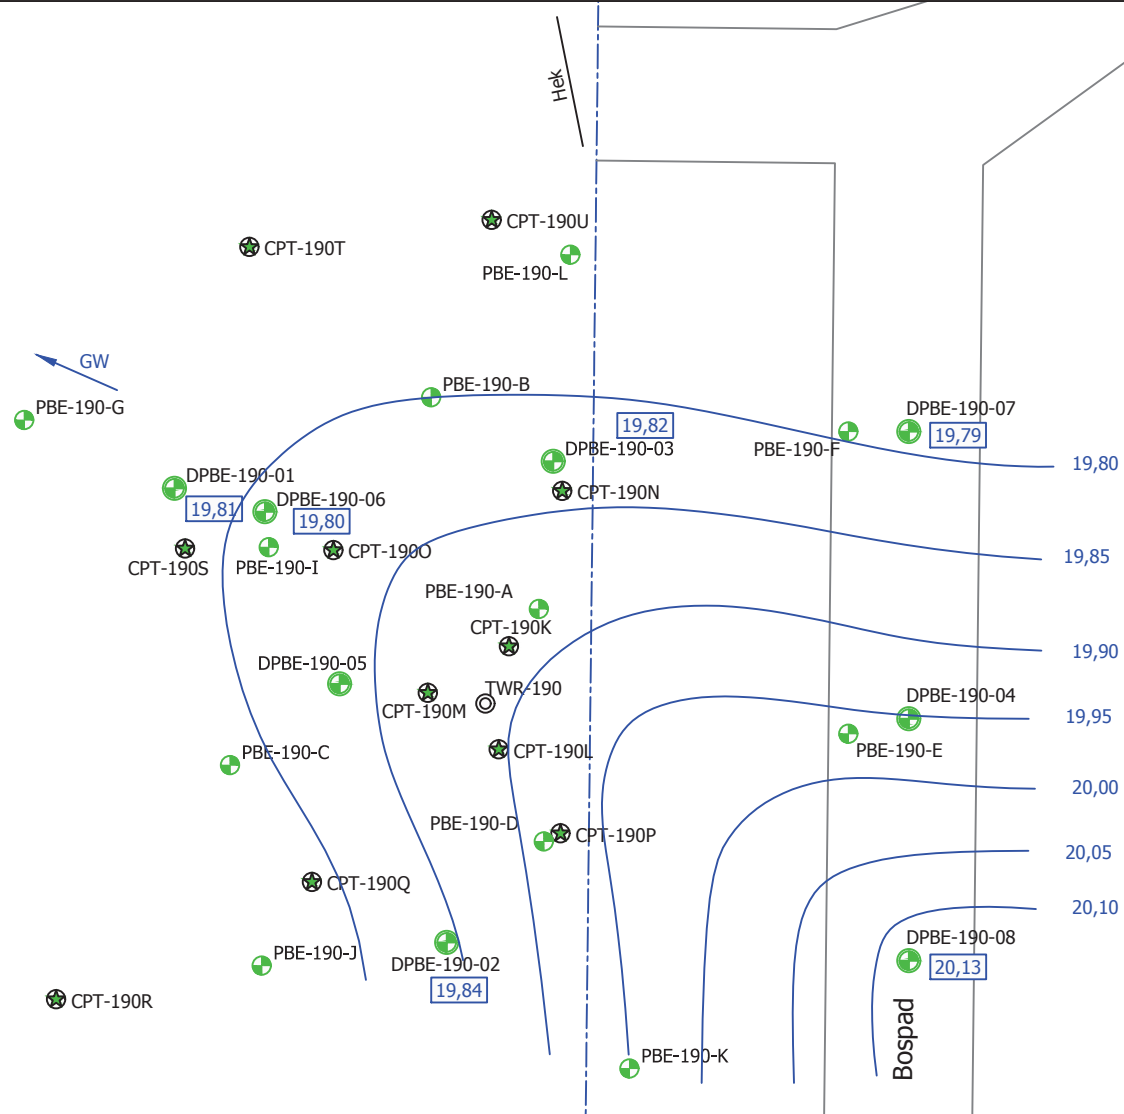 Hek
CPT-190U
CPT-190T
PBE-190-L
GW
PBE-190-B
PBE-190-G
DPBE-190-07
19,82
19,79
PBE-190-F
DPBE-190-03
19,80
DPBE-190-01
CPT-190N
DPBE-190-06
19,81
19,80
CPT-190O
19,85
CPT-190S
PBE-190-I
PBE-190-A
CPT-190K
19,90
DPBE-190-05
TWR-190
DPBE-190-04
CPT-190M
19,95
CPT-190L
PBE-190-E
PBE-190-C
20,00
PBE-190-D
CPT-190P
20,05
CPT-190Q
20,10
DPBE-190-08
PBE-190-J
DPBE-190-02
20,13
19,84
CPT-190R
Bospad
PBE-190-K